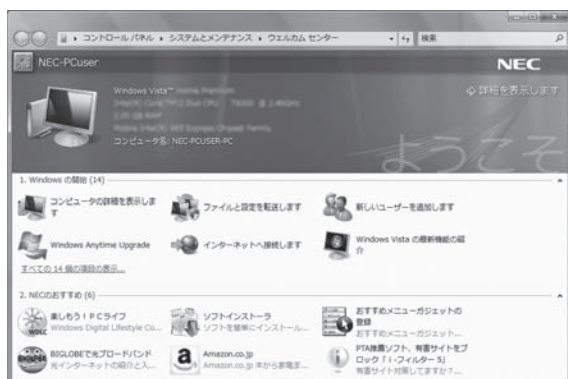 コントロール パネル ▸ システムとメンテナンス ▸ ウェルカム センター
検索
NEC-PCuser
NEC
Windows Vista™ Home Premium
詳細を表示します
コンピュータ名: NEC-PCUSER-PC
ようこそ
1. Windows の開始 (14)
コンピュータの詳細を表示しま
す
ファイルと設定を転送します
新しいユーザーを追加します
Windows Anytime Upgrade
インターネットへ接続します
Windows Vista の最新機能の紹
介
すべての 14 個の項目の表示...
2. NECのおすすめ (6)
楽しもう！PCライフ
Windows Digital Lifestyle Co...
WDLC
ソフトインストーラ
ソフトを簡単にインストール...
おすすめメニューガジェットの
登録
おすすめメニューガジェット...
BIGLOBEで光ブロードバンド
光インターネットの紹介と入...
BIGLOBE
Amazon.co.jp
Amazon.co.jp 本から家電ま...
PTA推薦ソフト、有害サイトをブ
ロック「i -フィルター 5」
有害サイト対策してますか？...